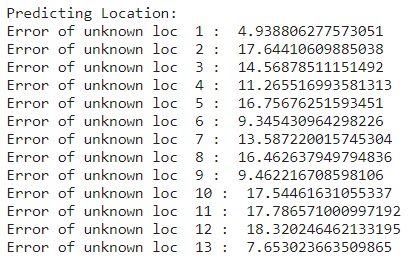 Predicting Location:
Error of unknown loc  1 :  4.938806277573051
Error of unknown loc  2 :  17.64410609885038
Error of unknown loc  3 :  14.56878511151492
Error of unknown loc  4 :  11.265516993581313
Error of unknown loc  5 :  16.75676251593451
Error of unknown loc  6 :  9.345430964298226
Error of unknown loc  7 :  13.587220015745304
Error of unknown loc  8 :  16.462637949794836
Error of unknown loc  9 :  9.462216708598106
Error of unknown loc  10 :  17.54461631055337
Error of unknown loc  11 :  17.786571000997192
Error of unknown loc  12 :  18.320246462133195
Error of unknown loc  13 :  7.653023663509865